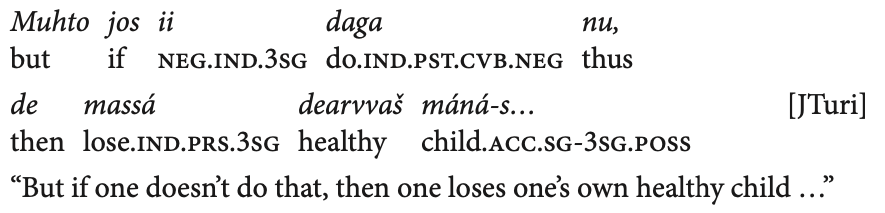 Muhto jos ii daga nu,
but if NEG.IND.3SG do.IND.PST.CVB.NEG thus
de massá dearvvaš máná-s… [JTuri]
then lose.IND.PRS.3SG healthy child.ACC.SG-3SG.POSS
“But if one doesn’t do that, then one loses one’s own healthy child …”